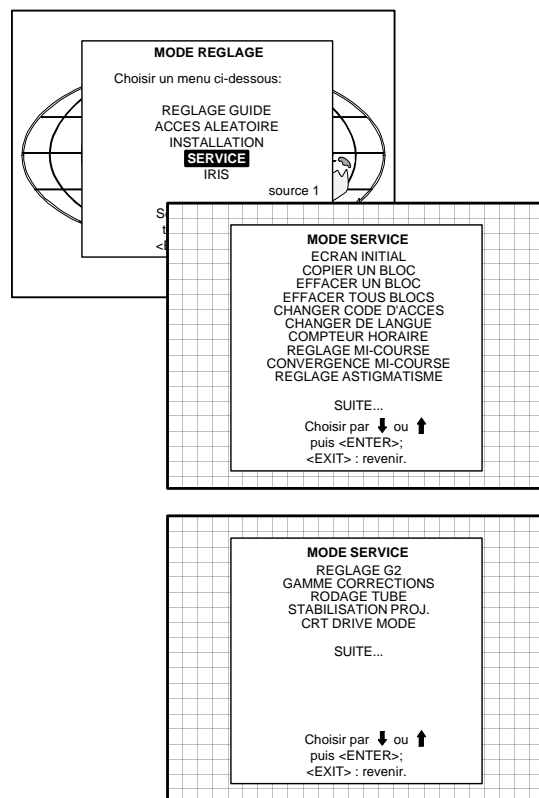 MODE REGLAGE
Choisir un menu ci-dessous:
REGLAGE GUIDE
ACCES ALEATOIRE
INSTALLATION
SERVICE
IRIS
source 1
MODE SERVICE
ECRAN INITIAL
COPIER UN BLOC
EFFACER UN BLOC
EFFACER TOUS BLOCS
CHANGER CODE D'ACCES
CHANGER DE LANGUE
COMPTEUR HORAIRE
REGLAGE MI-COURSE
CONVERGENCE MI-COURSE
REGLAGE ASTIGMATISME
SUITE...
Choisir par ⬇ ou ⬆
puis <ENTER>;
<EXIT> : revenir.
MODE SERVICE
REGLAGE G2
GAMME CORRECTIONS
RODAGE TUBE
STABILISATION PROJ.
CRT DRIVE MODE
SUITE...
Choisir par ⬇ ou ⬆
puis <ENTER>;
<EXIT> : revenir.